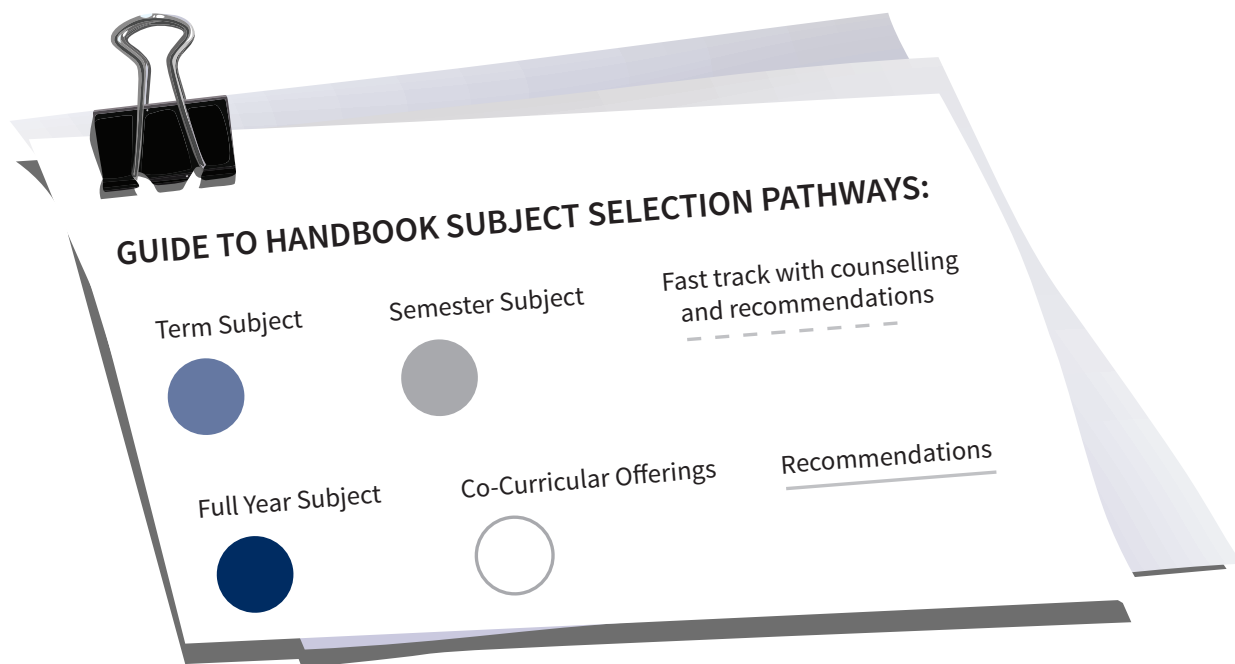 GUIDE TO HANDBOOK SUBJECT SELECTION PATHWAYS:
Term Subject
Semester Subject
Fast track with counselling
and recommendations
Full Year Subject
Co-Curricular Offerings
Recommendations